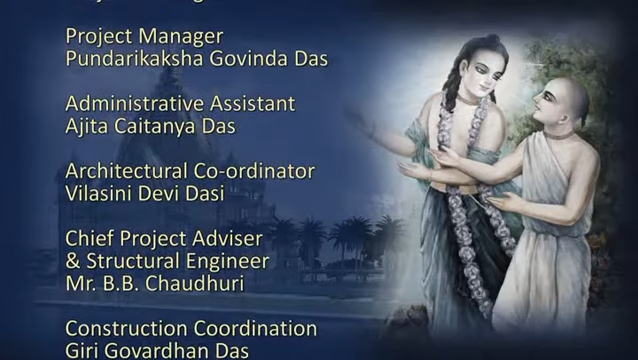 Project Manager
Pundarikaksha Govinda Das
Administrative Assistant
Ajita Caitanya Das
Architectural Co-ordinator
Vilasini Devi Dasi
Chief Project Adviser
& Structural Engineer
Mr. B.B. Chaudhuri
Construction Coordination
Giri Govardhan Das